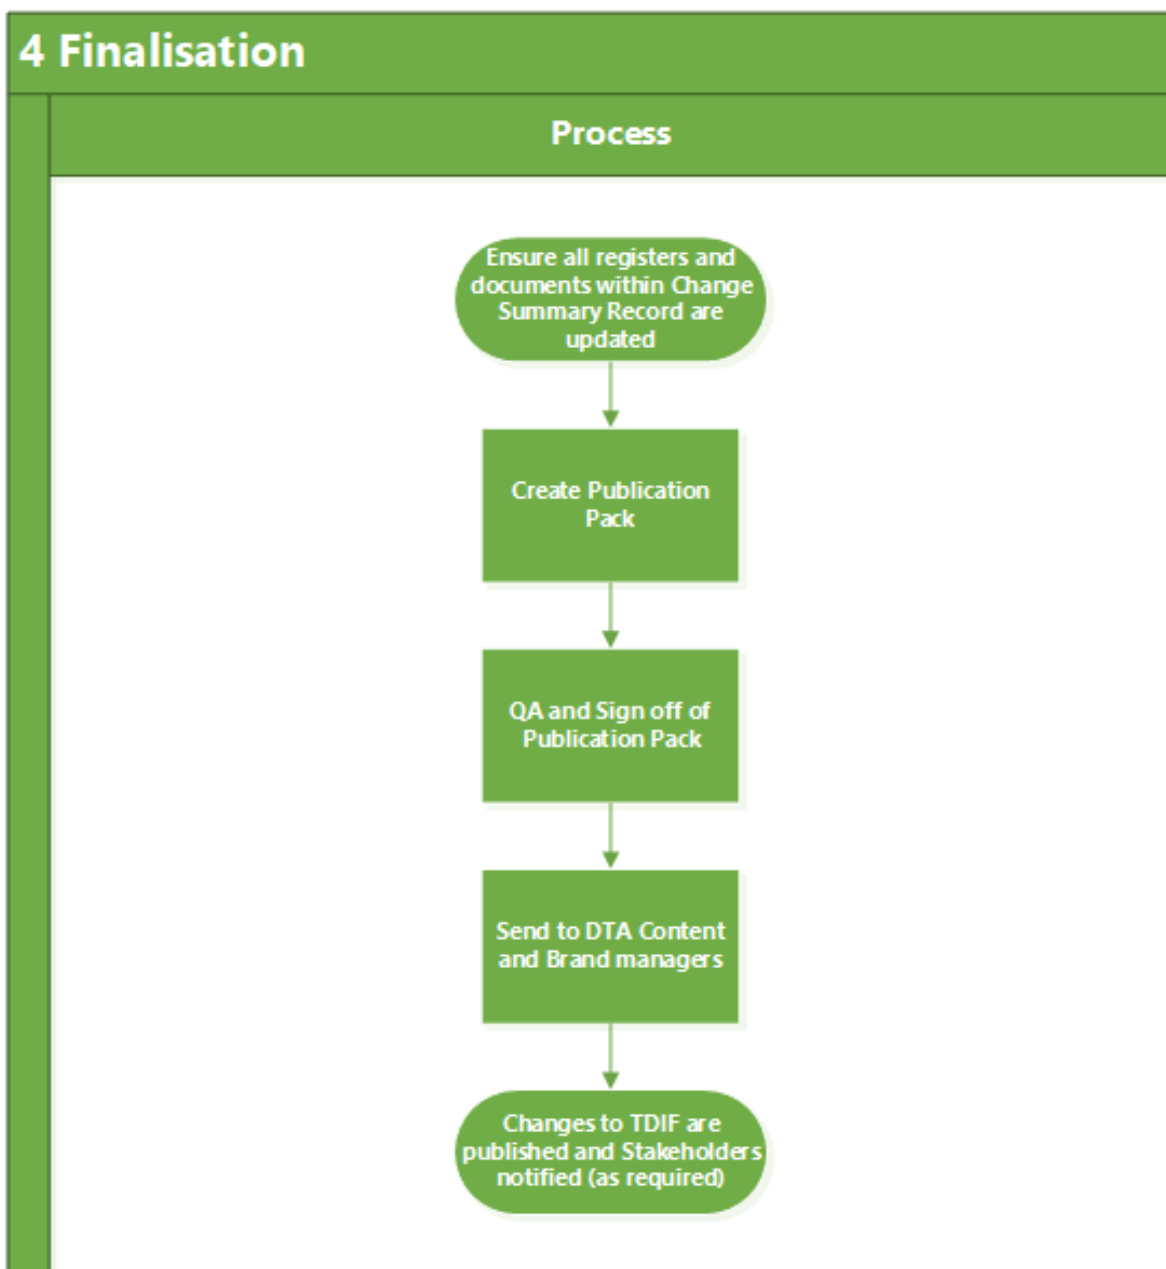 4 Finalisation
Process
Ensure all registers and
documents within Change
Summary Record are
updated
Create Publication
Pack
QA and Sign off of
Publication Pack
Send to DTA Content
and Brand managers
Changes to TDIF are
published and Stakeholders
notified (as required)